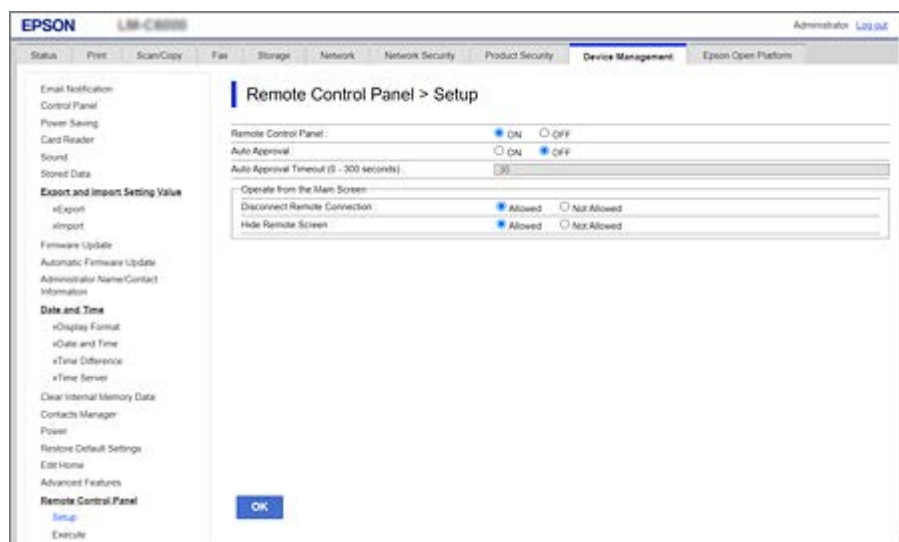 EPSON
Administrator Log out
Status Print Scan/Copy Fax Storage Network Network Security Product Security Device Management Epson Open Platform
Email Notification
Control Panel
Power Saving
Card Reader
Sound
Stored Data
Export and Import Setting Value
»Export
»Import
Firmware Update
Automatic Firmware Update
Administrator Name/Contact
Information
Date and Time
»Display Format
»Date and Time
»Time Difference
»Time Server
Clear Internal Memory Data
Contacts Manager
Power
Restore Default Settings
Edit Home
Advanced Features
Remote Control Panel
Setup
Execute
Remote Control Panel > Setup
Remote Control Panel : ON OFF
Auto Approval : ON OFF
Auto Approval Timeout (0 - 300 seconds) : 30
Operate from the Main Screen
Disconnect Remote Connection : Allowed Not Allowed
Hide Remote Screen : Allowed Not Allowed
OK